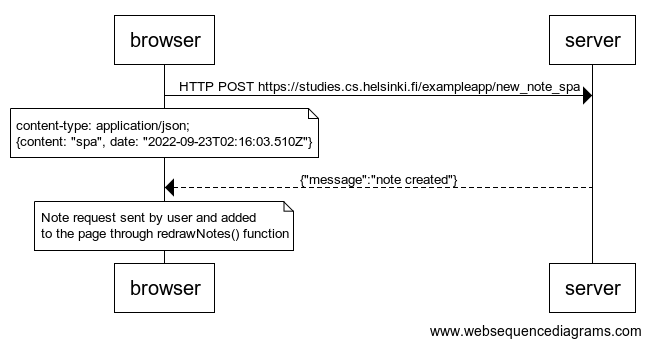 browser
server
HTTP POST https://studies.cs.helsinki.fi/exampleapp/new_note_spa
content-type: application/json;
{content: "spa", date: "2022-09-23T02:16:03.510Z"}
{"message":"note created"}
Note request sent by user and added
to the page through redrawNotes() function
browser
server
www.websequencediagrams.com